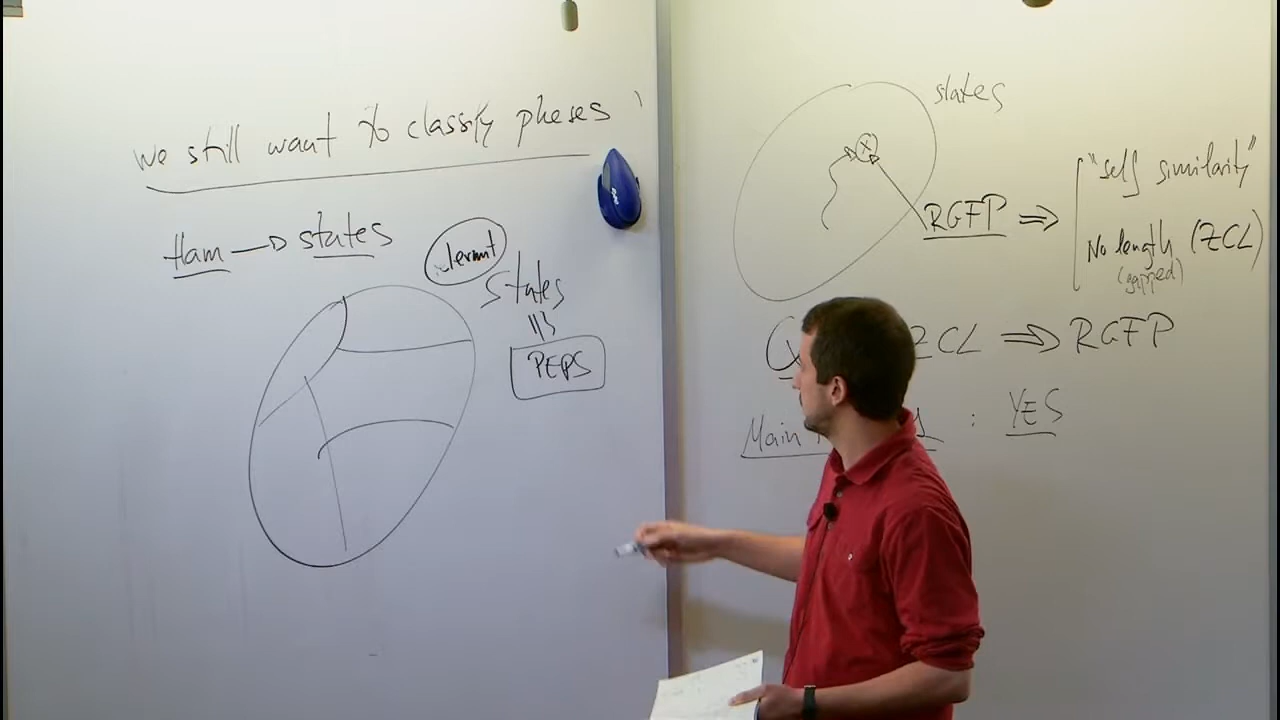 we still want to classify phases
Ham → states
states
PEPS
states
RGFP ⇒ "self similarity"
No length (ZCL)
(gapped)
ZCL ⇒ RGFP
Main : YES